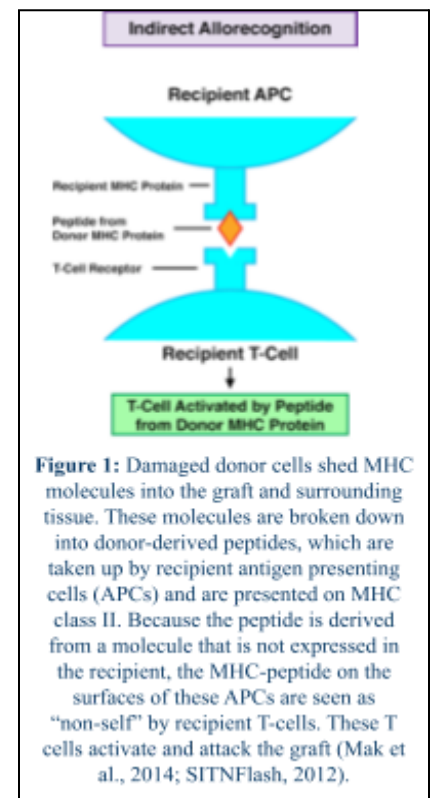 Indirect Allorecognition
Recipient APC
Recipient MHC Protein
Peptide from
Donor MHC Protein
T-Cell Receptor
Recipient T-Cell
T-Cell Activated by Peptide
from Donor MHC Protein
Figure 1: Damaged donor cells shed MHC
molecules into the graft and surrounding
tissue. These molecules are broken down
into donor-derived peptides, which are
taken up by recipient antigen presenting
cells (APCs) and are presented on MHC
class II. Because the peptide is derived
from a molecule that is not expressed in
the recipient, the MHC-peptide on the
surfaces of these APCs are seen as
“non-self” by recipient T-cells. These T
cells activate and attack the graft (Mak et
al., 2014; SITNFlash, 2012).